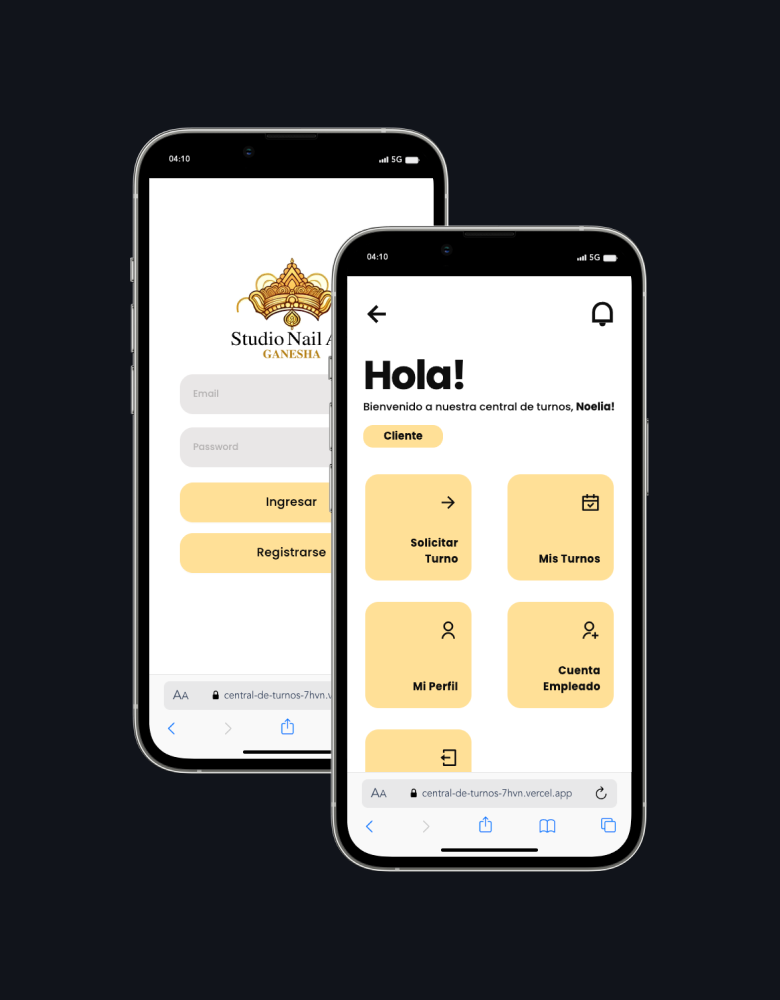 04:10
5G
Studio Nail A
GANESHA
Email
Password
Ingresar
Registrarse
AA
central-de-turnos-7hvn.v
04:10
5G
Hola!
Bienvenido a nuestra central de turnos, Noelia!
Cliente
Solicitar
Turno
Mis Turnos
Mi Perfil
Cuenta
Empleado
AA
central-de-turnos-7hvn.vercel.app